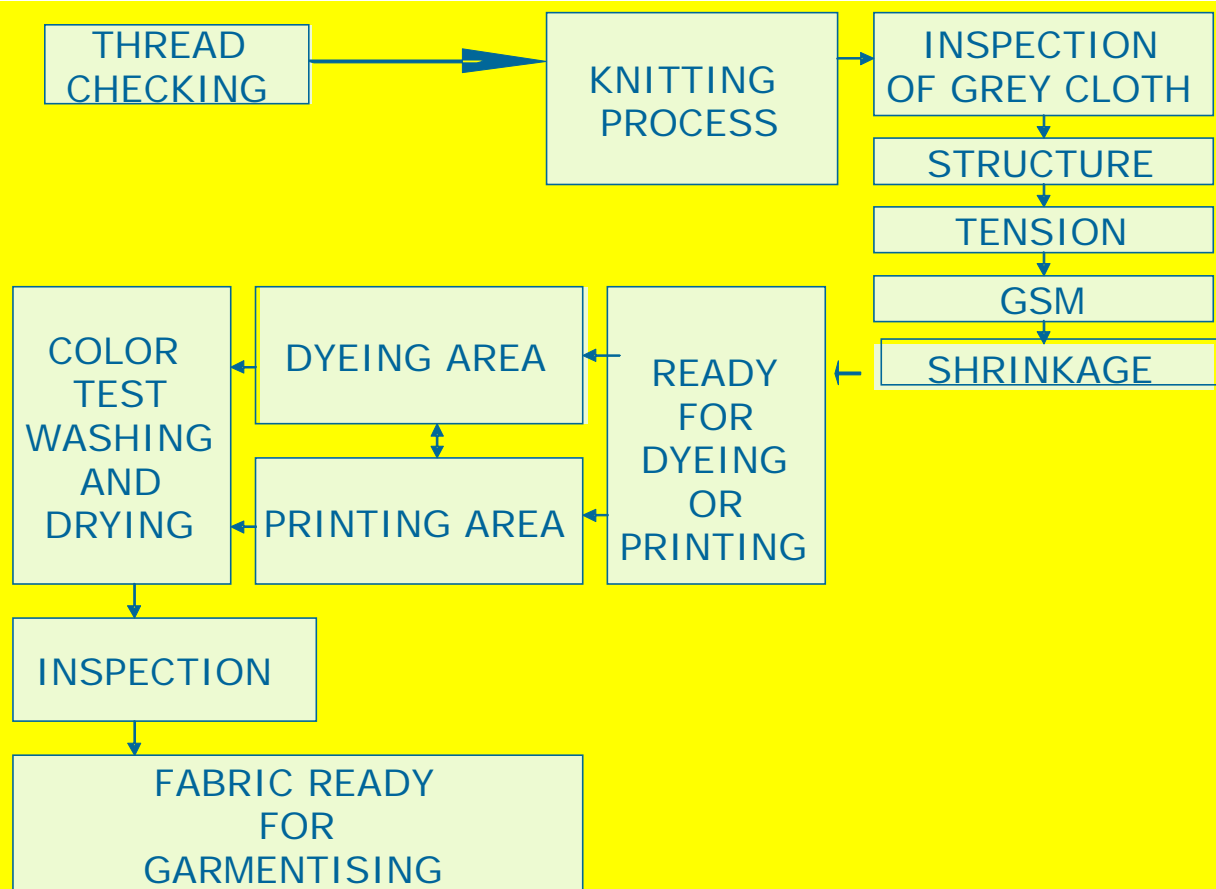 THREAD
CHECKING
KNITTING
PROCESS
INSPECTION
OF GREY CLOTH
STRUCTURE
TENSION
GSM
SHRINKAGE
READY
FOR
DYEING
OR
PRINTING
DYEING AREA
PRINTING AREA
COLOR
TEST
WASHING
AND
DRYING
INSPECTION
FABRIC READY
FOR
GARMENTISING